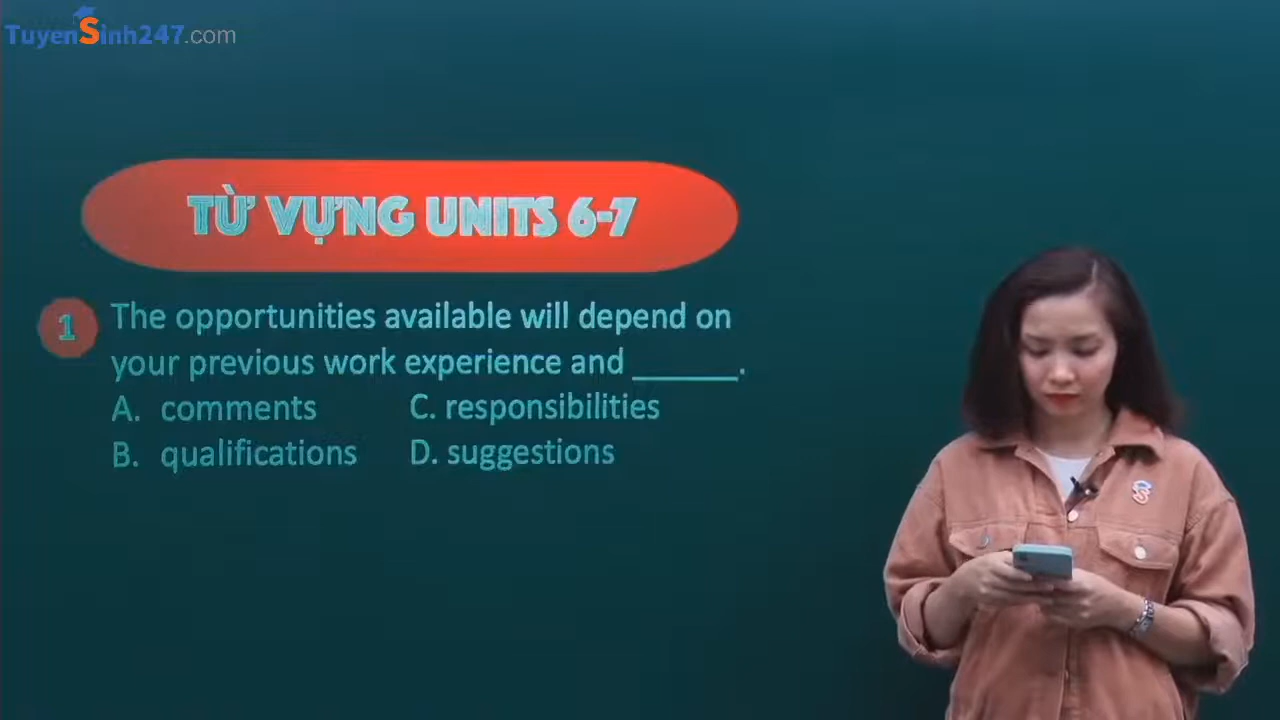 TuyenSinh247.com
TỪ VỰNG UNITS 6-7
1
The opportunities available will depend on
your previous work experience and ______.
A. comments C. responsibilities
B. qualifications D. suggestions